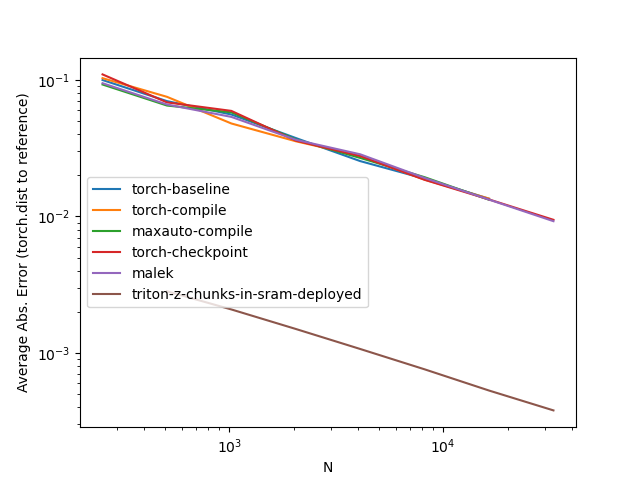 Average Abs. Error (torch.dist to reference)
10⁻¹
10⁻²
10⁻³
torch-baseline
torch-compile
maxauto-compile
torch-checkpoint
malek
triton-z-chunks-in-sram-deployed
10³
10⁴
N